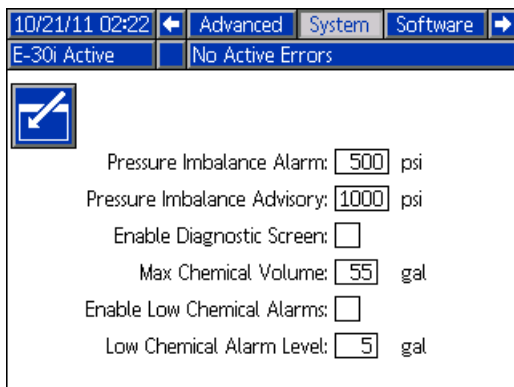 10/21/11 02:22 Advanced System Software
E-30i Active No Active Errors
Pressure Imbalance Alarm: 500 psi
Pressure Imbalance Advisory: 1000 psi
Enable Diagnostic Screen:
Max Chemical Volume: 55 gal
Enable Low Chemical Alarms:
Low Chemical Alarm Level: 5 gal